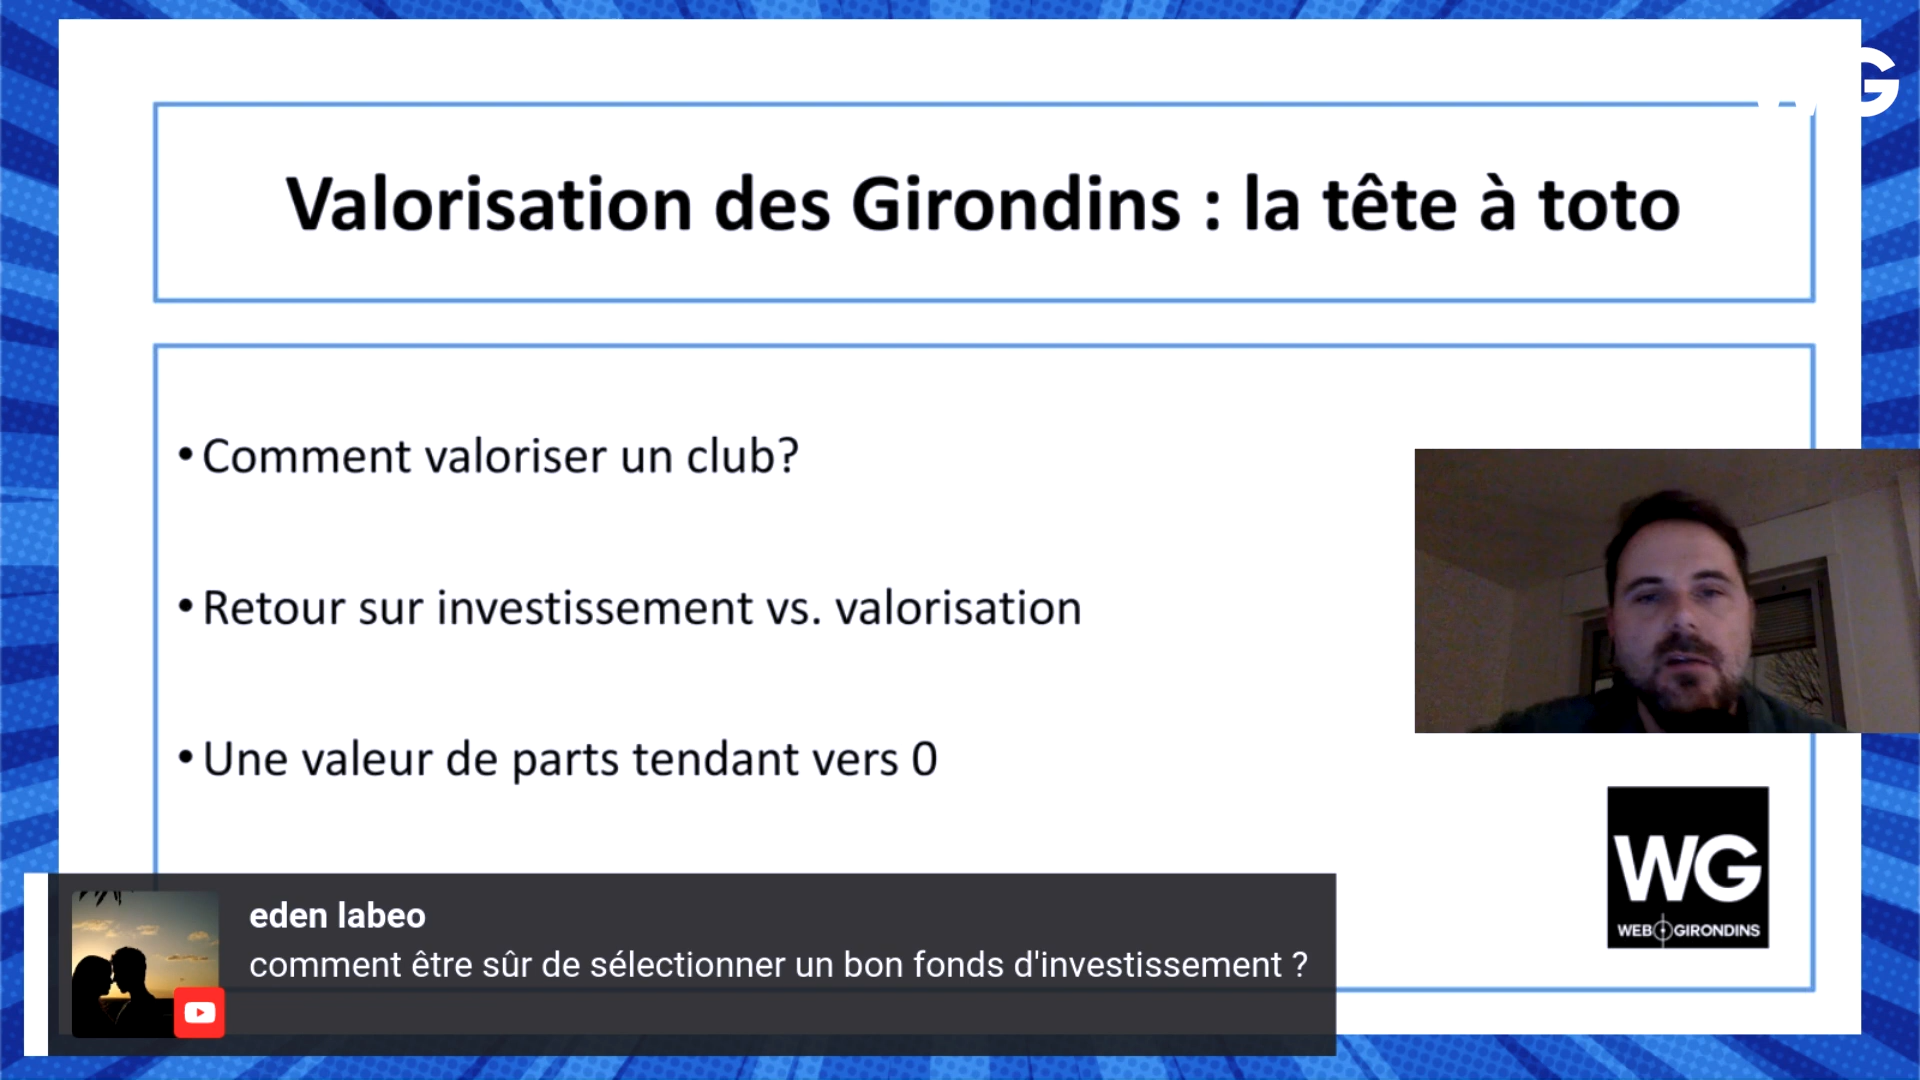 G
Valorisation des Girondins : la tête à toto
• Comment valoriser un club?
• Retour sur investissement vs. valorisation
• Une valeur de parts tendant vers 0
WG
WEB GIRONDINS
eden labeo
comment être sûr de sélectionner un bon fonds d'investissement ?